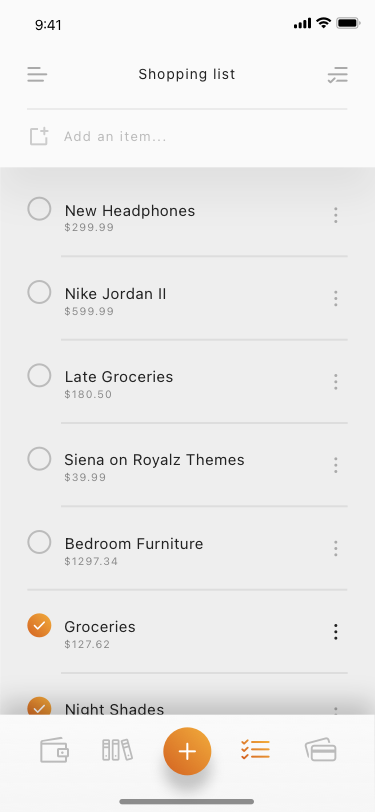 9:41
Shopping list
Add an item...
New Headphones
$299.99
Nike Jordan II
$599.99
Late Groceries
$180.50
Siena on Royalz Themes
$39.99
Bedroom Furniture
$1297.34
Groceries
$127.62
Night Shades